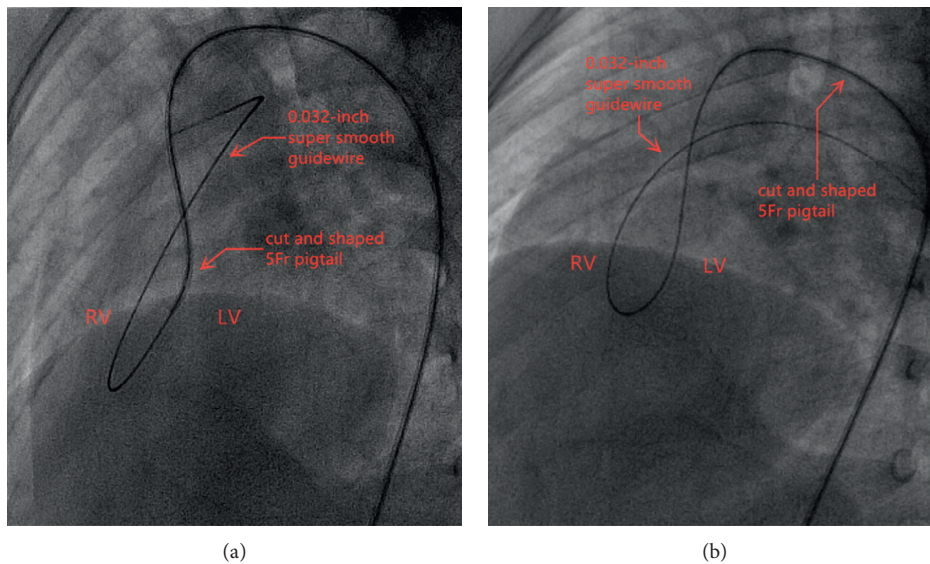 0.032-inch
super smooth
guidewire
cut and shaped
5Fr pigtail
RV
LV
(a)
0.032-inch
super smooth
guidewire
cut and shaped
5Fr pigtail
RV
LV
(b)